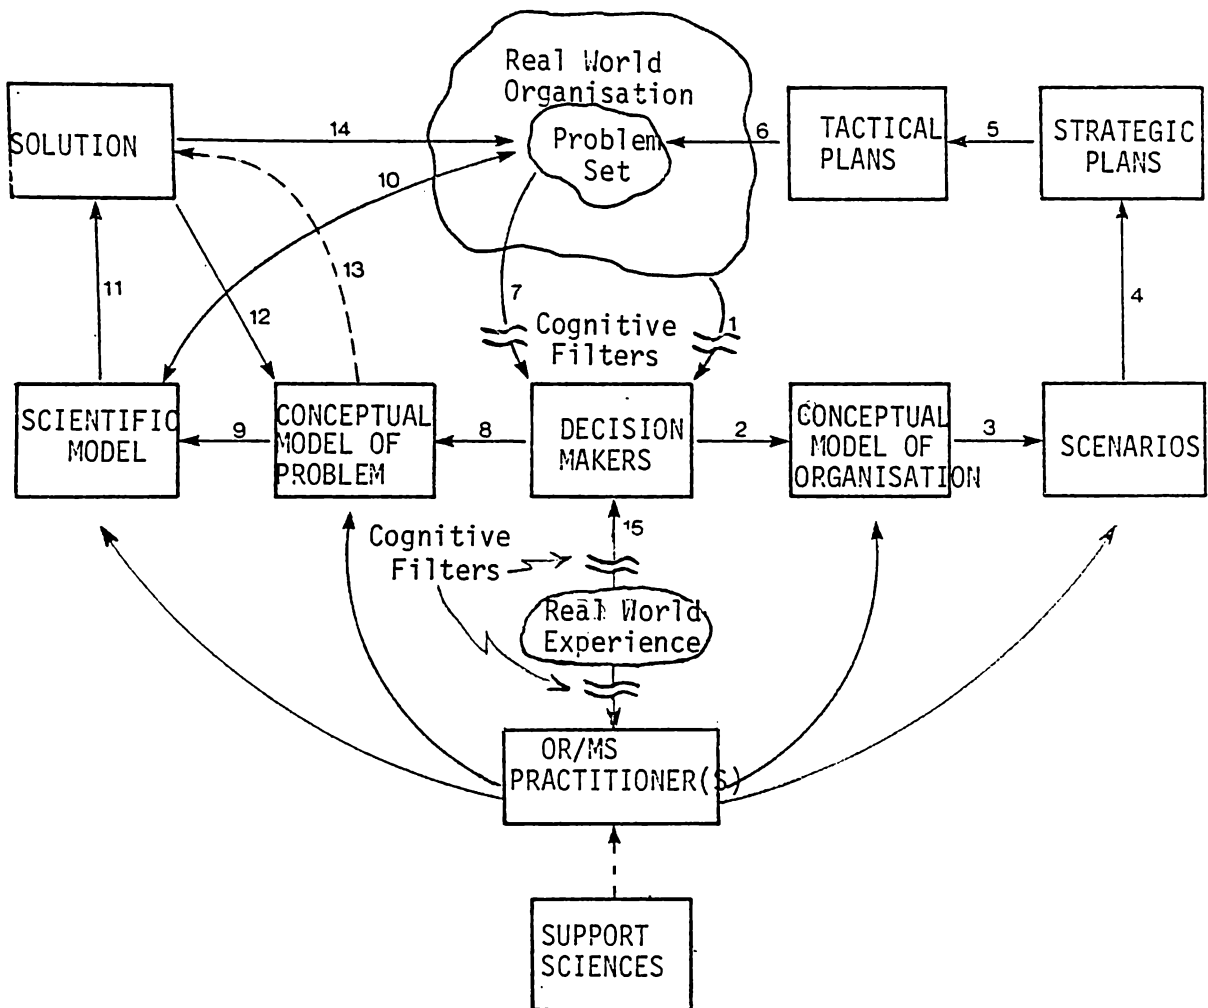 Real World
Organisation
Problem
Set
SOLUTION
14
6
TACTICAL
PLANS
5
STRATEGIC
PLANS
10
13
11
12
7
1
4
Cognitive
Filters
SCIENTIFIC
MODEL
9
CONCEPTUAL
MODEL OF
PROBLEM
8
DECISION
MAKERS
2
CONCEPTUAL
MODEL OF
ORGANISATION
3
SCENARIOS
15
Cognitive
Filters
Real World
Experience
OR/MS
PRACTITIONER(S)
SUPPORT
SCIENCES